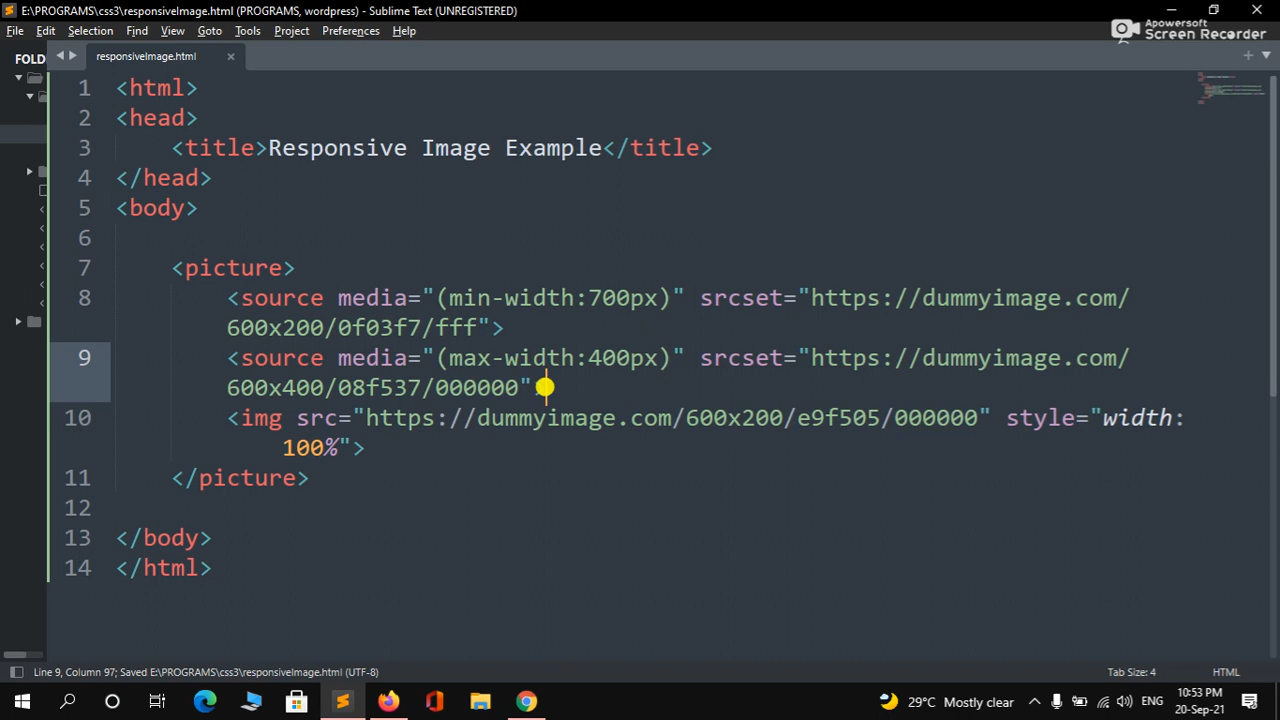 E:\PROGRAMS\css3\responsiveImage.html (PROGRAMS, wordpress) - Sublime Text (UNREGISTERED)
File Edit Selection Find View Goto Tools Project Preferences Help
Apowersoft
Screen Recorder
FOLD
responsiveImage.html
1 <html>
2 <head>
3 <title>Responsive Image Example</title>
4 </head>
5 <body>
6
7 <picture>
8 <source media="(min-width:700px)" srcset="https://dummyimage.com/
600x200/0f03f7/fff">
9 <source media="(max-width:400px)" srcset="https://dummyimage.com/
600x400/08f537/000000"
10 <img src="https://dummyimage.com/600x200/e9f505/000000" style="width:
100%">
11 </picture>
12
13 </body>
14 </html>
Line 9, Column 97; Saved E:\PROGRAMS\css3\responsiveImage.html (UTF-8)
Tab Size: 4
HTML
29°C Mostly clear
ENG
10:53 PM
20-Sep-21